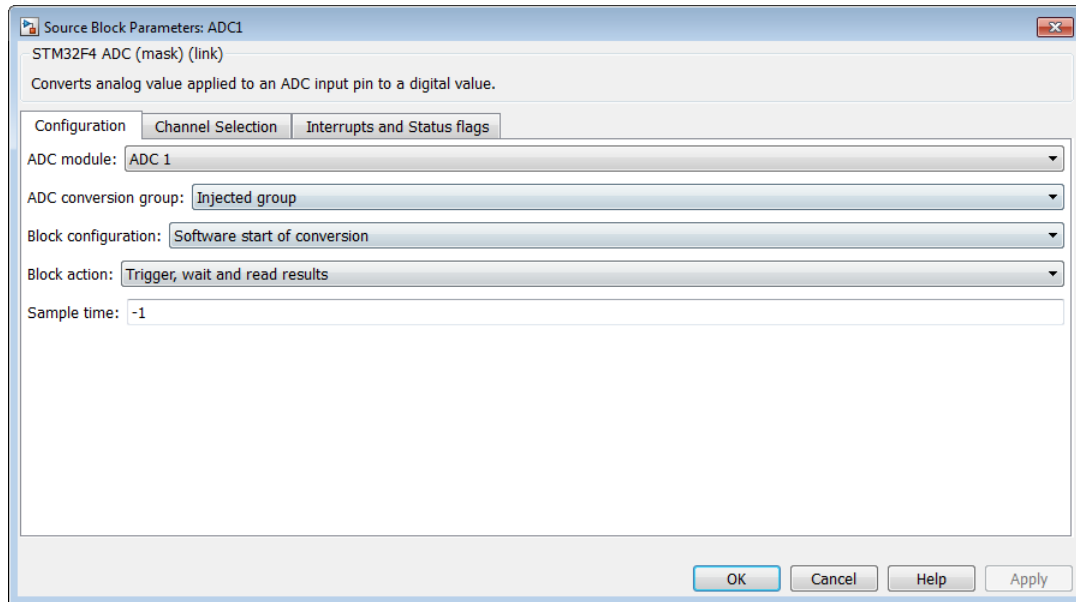 Source Block Parameters: ADC1
STM32F4 ADC (mask) (link)
Converts analog value applied to an ADC input pin to a digital value.
Configuration Channel Selection Interrupts and Status flags
ADC module: ADC 1
ADC conversion group: Injected group
Block configuration: Software start of conversion
Block action: Trigger, wait and read results
Sample time: -1
OK Cancel Help Apply